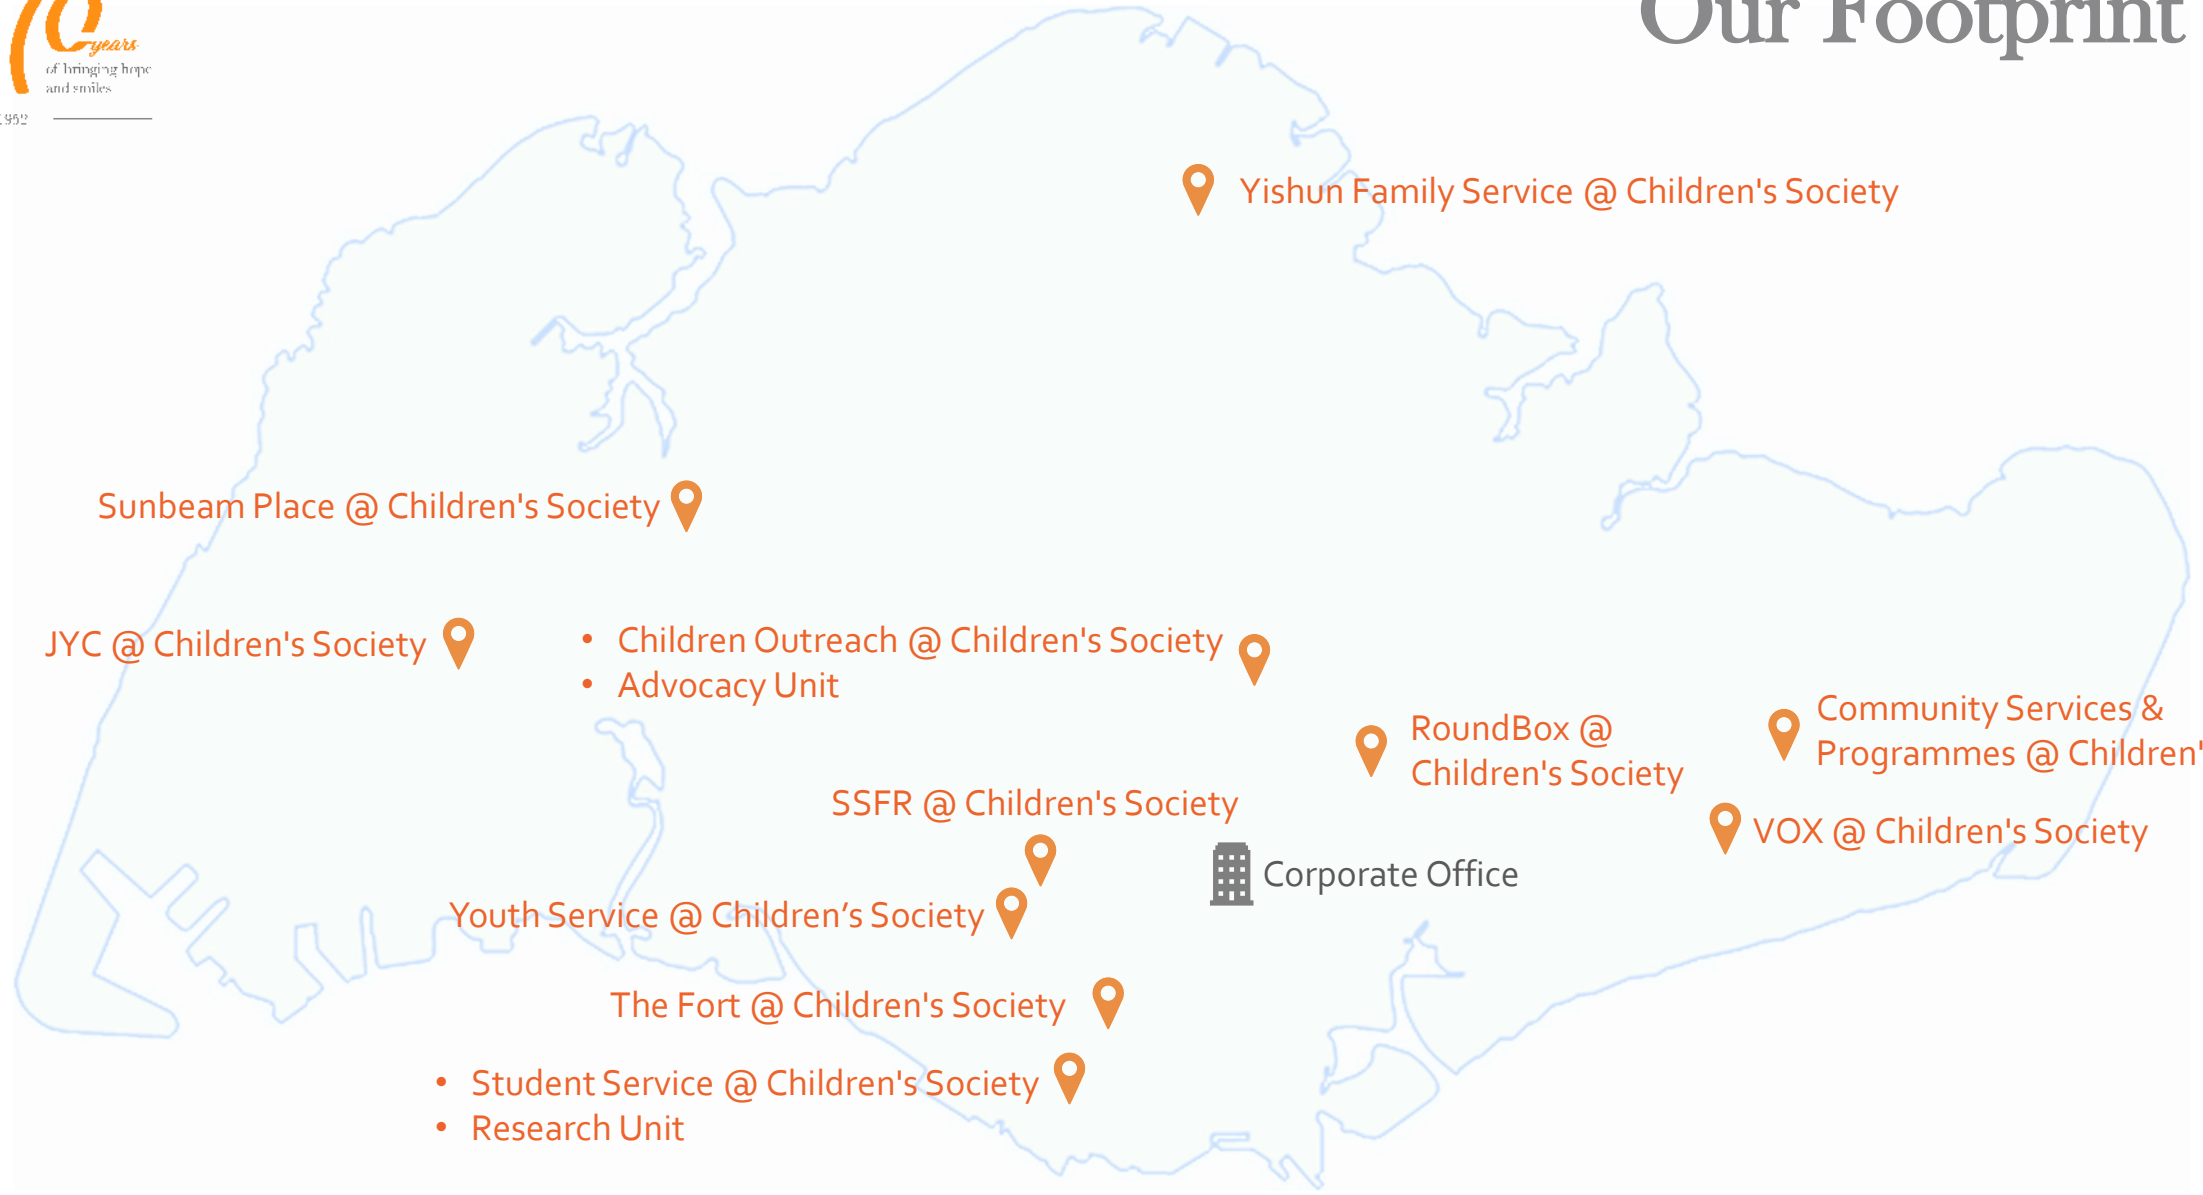 Our Footprint
years
of bringing hope
and smiles
1952
Yishun Family Service @ Children's Society
Sunbeam Place @ Children's Society
JYC @ Children's Society
• Children Outreach @ Children's Society
• Advocacy Unit
RoundBox @
Children's Society
Community Services &
Programmes @ Children'
SSFR @ Children's Society
VOX @ Children's Society
Corporate Office
Youth Service @ Children’s Society
The Fort @ Children's Society
• Student Service @ Children's Society
• Research Unit